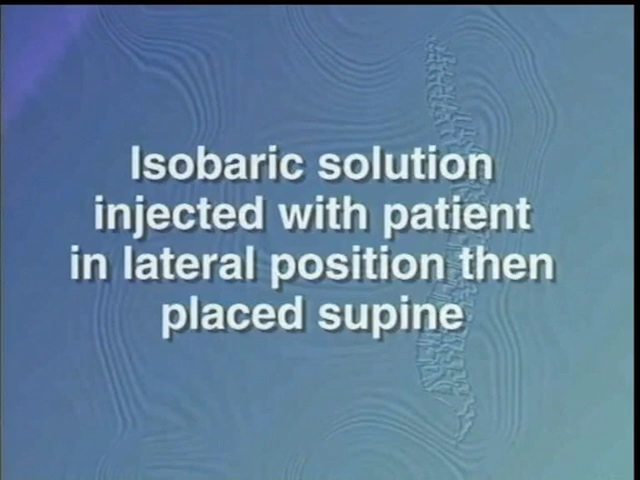 Isobaric solution
injected with patient
in lateral position then
placed supine